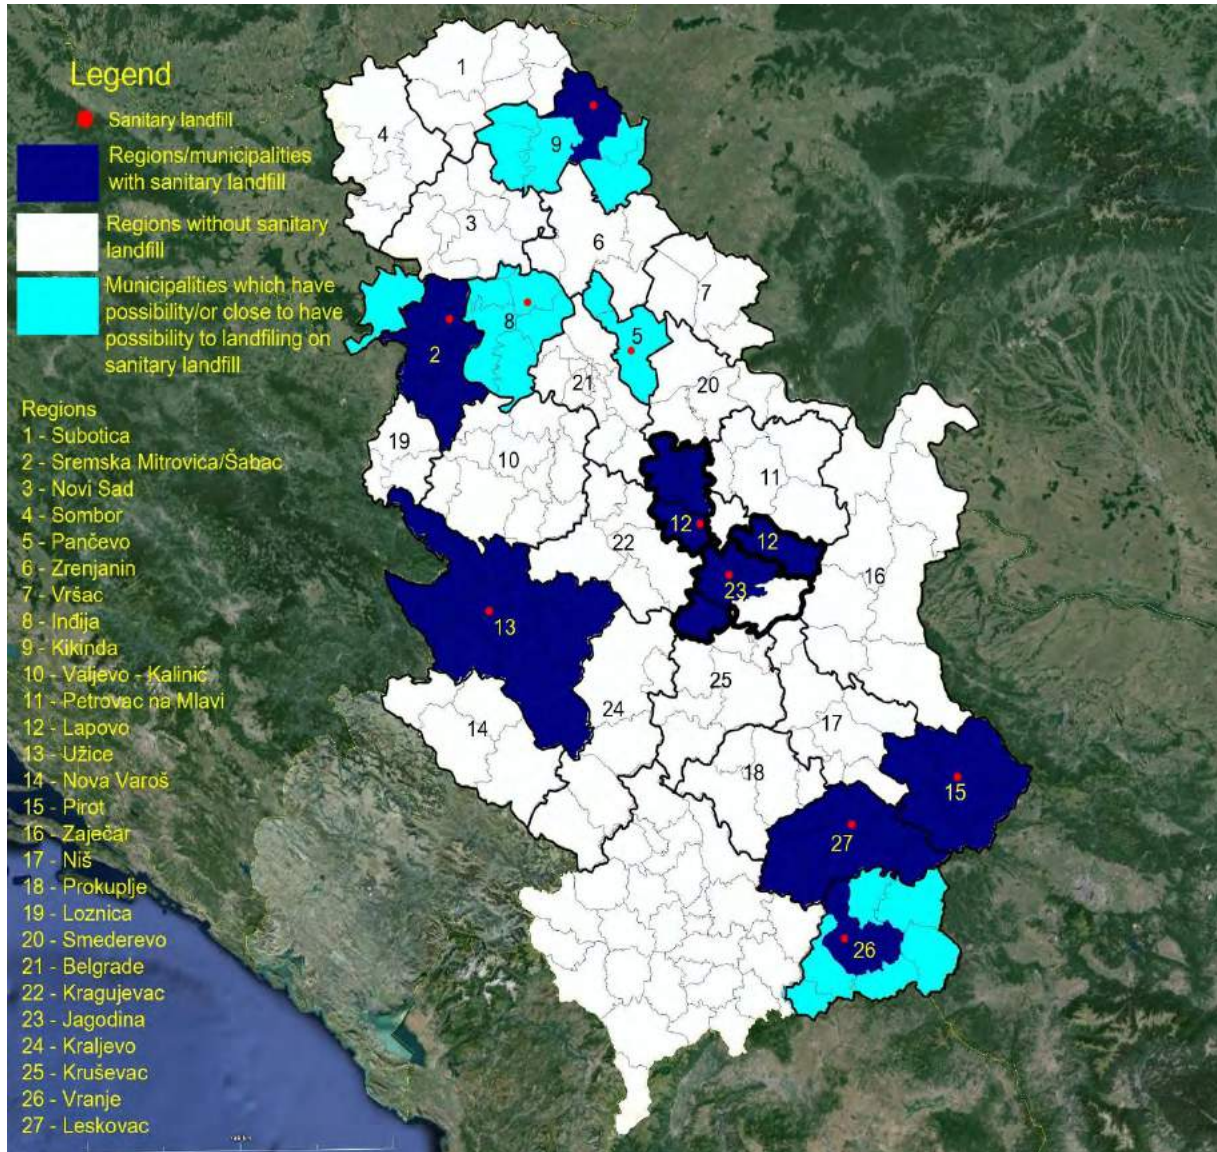 Legend
Sanitary landfill
Regions/municipalities
with sanitary landfill
Regions without sanitary
landfill
Municipalities which have
possibility/or close to have
possibility to landfiling on
sanitary landfill
Regions
1 - Subotica
2 - Sremska Mitrovića/Šabac
3 - Novi Sad
4 - Sombor
5 - Pančevo
6 - Zrenjanin
7 - Vršac
8 - Inđija
9 - Kikinda
10 - Valjevo - Kalinić
11 - Petrovac na Mlavi
12 - Lapovo
13 - Užice
14 - Nova Varoš
15 - Pirot
16 - Zaječar
17 - Niš
18 - Prokuplje
19 - Loznica
20 - Smederevo
21 - Belgrade
22 - Kragujevac
23 - Jagodina
24 - Kraljevo
25 - Kruševac
26 - Vranje
27 - Leskovac
1
4
9
3
6
7
8
5
2
21
20
19
10
11
12
12
22
16
23
13
25
24
14
17
18
15
27
26